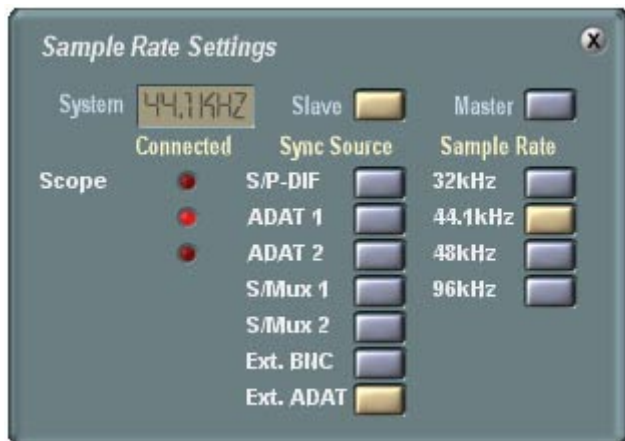 Sample Rate Settings X
System 44.1KHZ Slave Master
Connected Sync Source Sample Rate
Scope S/P-DIF 32kHz
ADAT 1 44.1kHz
ADAT 2 48kHz
S/Mux 1 96kHz
S/Mux 2
Ext. BNC
Ext. ADAT